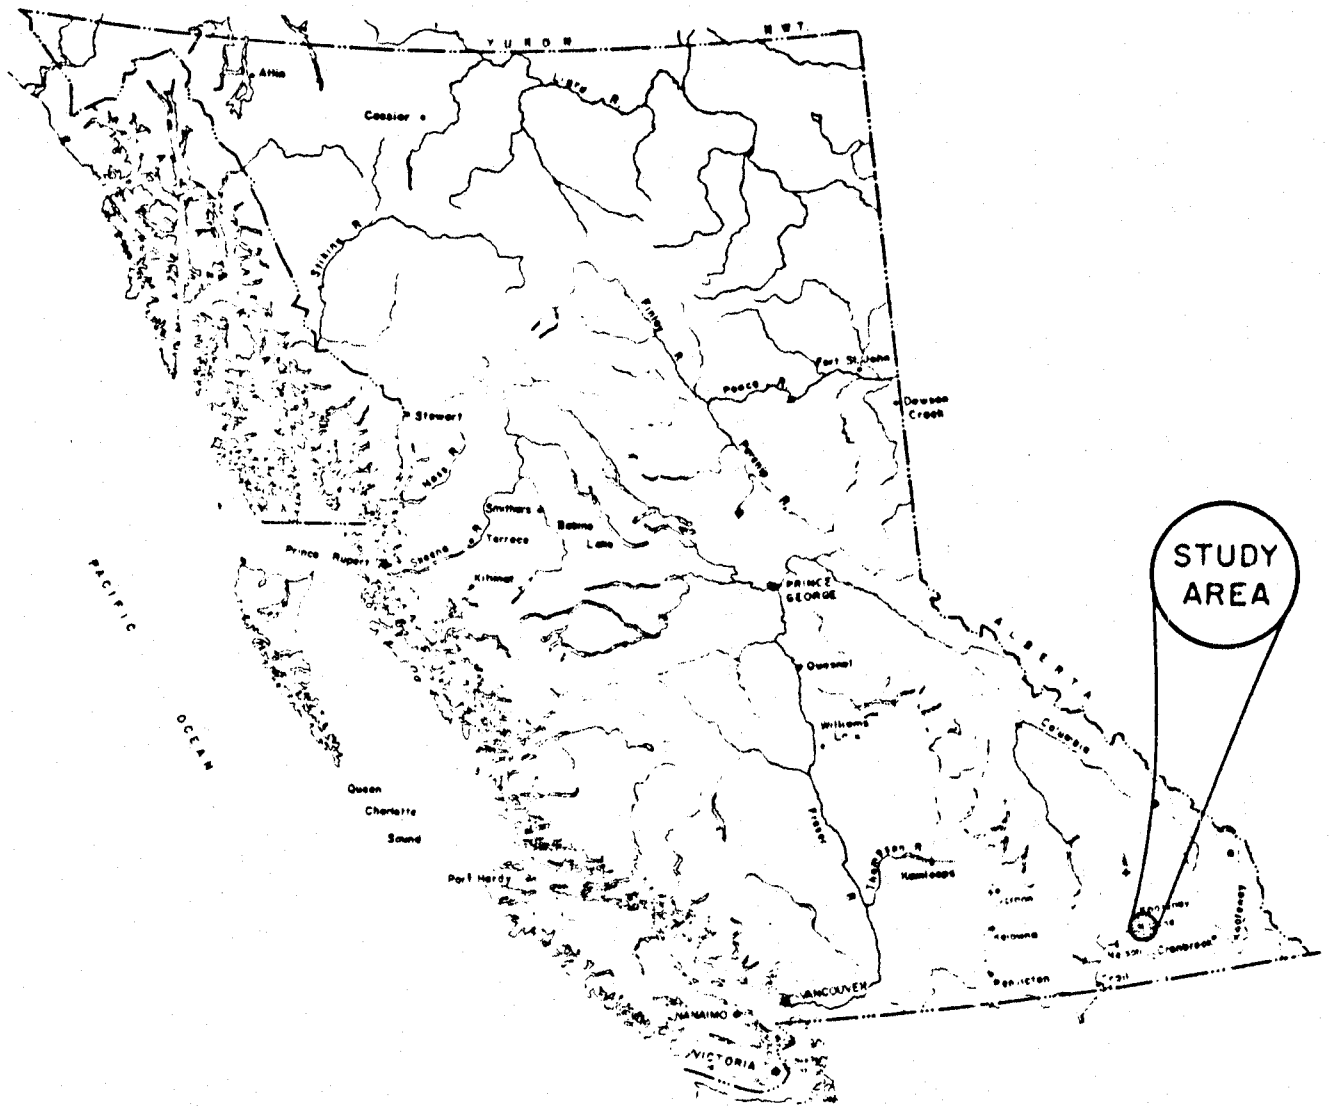 YUKON
N.W.T.
Atlin
Liard R.
Cassiar
Stikine R.
Finlay R.
Fort St. John
Peace R.
Dawson
Creek
Stewart
Nass R.
Parsnip R.
Smithers
Babine
Lake
Terrace
Skeena R.
Prince Rupert
Kitimat
PRINCE
GEORGE
STUDY
AREA
ALBERTA
PACIFIC
OCEAN
Quesnel
Williams
Columbia
Queen
Charlotte
Sound
Fraser R.
Thompson R.
Kamloops
Port Hardy
Kootenay
Kootenay
Kelowna
Nelson
Cranbrook
Penticton
Trail
VANCOUVER
NANAIMO
VICTORIA